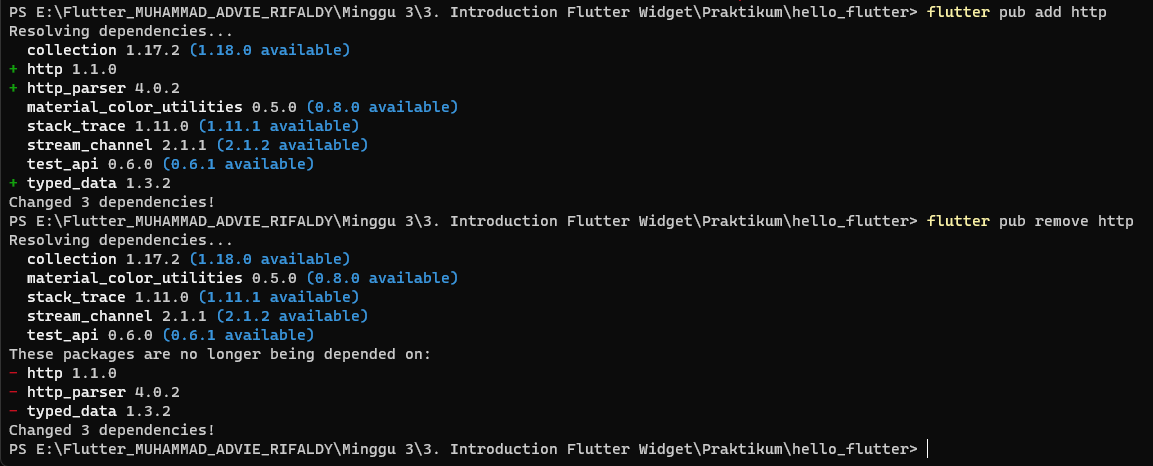 PS E:\Flutter_MUHAMMAD_ADVIE_RIFALDY\Minggu 3\3. Introduction Flutter Widget\Praktikum\hello_flutter> flutter pub add http
Resolving dependencies...
  collection 1.17.2 (1.18.0 available)
+ http 1.1.0
+ http_parser 4.0.2
  material_color_utilities 0.5.0 (0.8.0 available)
  stack_trace 1.11.0 (1.11.1 available)
  stream_channel 2.1.1 (2.1.2 available)
  test_api 0.6.0 (0.6.1 available)
+ typed_data 1.3.2
Changed 3 dependencies!
PS E:\Flutter_MUHAMMAD_ADVIE_RIFALDY\Minggu 3\3. Introduction Flutter Widget\Praktikum\hello_flutter> flutter pub remove http
Resolving dependencies...
  collection 1.17.2 (1.18.0 available)
  material_color_utilities 0.5.0 (0.8.0 available)
  stack_trace 1.11.0 (1.11.1 available)
  stream_channel 2.1.1 (2.1.2 available)
  test_api 0.6.0 (0.6.1 available)
These packages are no longer being depended on:
- http 1.1.0
- http_parser 4.0.2
- typed_data 1.3.2
Changed 3 dependencies!
PS E:\Flutter_MUHAMMAD_ADVIE_RIFALDY\Minggu 3\3. Introduction Flutter Widget\Praktikum\hello_flutter>